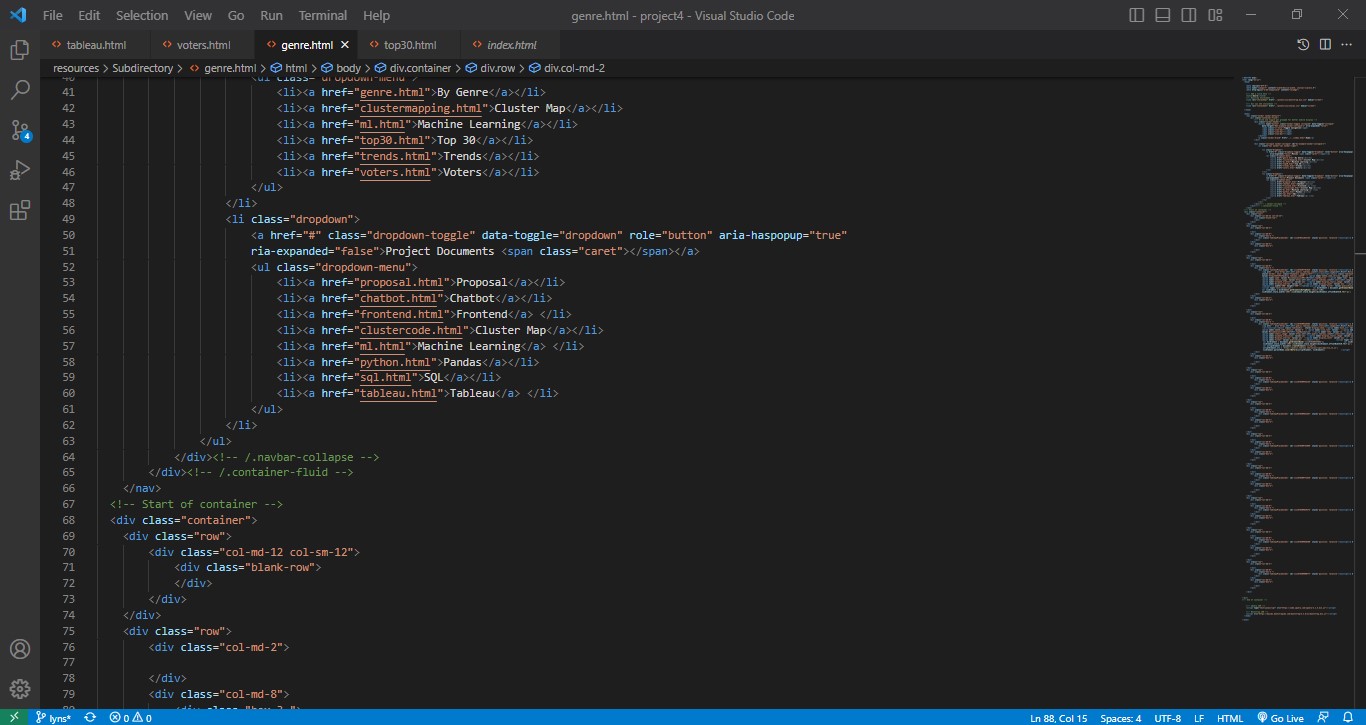 File Edit Selection View Go Run Terminal Help genre.html - project4 - Visual Studio Code
tableau.html voters.html genre.html top30.html index.html
resources > Subdirectory > genre.html > html > body > div.container > div.row > div.col-md-2
40 <ul class="dropdown-menu">
41 <li><a href="genre.html">By Genre</a></li>
42 <li><a href="clustermapping.html">Cluster Map</a></li>
43 <li><a href="ml.html">Machine Learning</a></li>
44 <li><a href="top30.html">Top 30</a></li>
45 <li><a href="trends.html">Trends</a></li>
46 <li><a href="voters.html">Voters</a></li>
47 </ul>
48 </li>
49 <li class="dropdown">
50 <a href="#" class="dropdown-toggle" data-toggle="dropdown" role="button" aria-haspopup="true"
51 ria-expanded="false">Project Documents <span class="caret"></span></a>
52 <ul class="dropdown-menu">
53 <li><a href="proposal.html">Proposal</a></li>
54 <li><a href="chatbot.html">Chatbot</a></li>
55 <li><a href="frontend.html">Frontend</a> </li>
56 <li><a href="clustercode.html">Cluster Map</a></li>
57 <li><a href="ml.html">Machine Learning</a> </li>
58 <li><a href="python.html">Pandas</a></li>
59 <li><a href="sql.html">SQL</a></li>
60 <li><a href="tableau.html">Tableau</a> </li>
61 </ul>
62 </li>
63 </ul>
64 </div><!-- /.navbar-collapse -->
65 </div><!-- /.container-fluid -->
66 </nav>
67 <!-- Start of container -->
68 <div class="container">
69 <div class="row">
70 <div class="col-md-12 col-sm-12">
71 <div class="blank-row">
72 </div>
73 </div>
74 </div>
75 <div class="row">
76 <div class="col-md-2">
77
78 </div>
79 <div class="col-md-8">
4
lyns* 0 0 Ln 88, Col 15 Spaces: 4 UTF-8 LF HTML Go Live